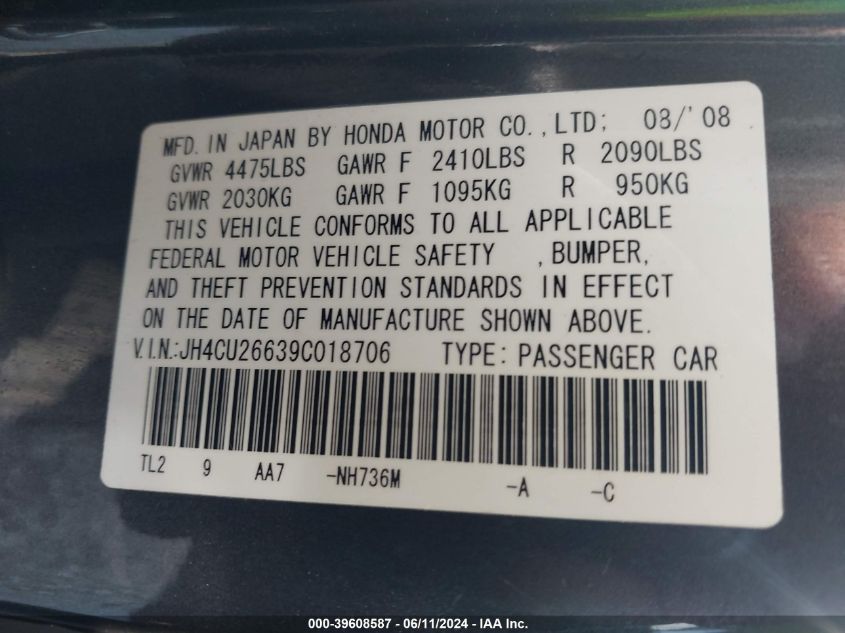 MFD. IN JAPAN BY HONDA MOTOR CO.,LTD; 08/'08
GVWR 4475LBS GAWR F 2410LBS R 2090LBS
GVWR 2030KG GAWR F 1095KG R 950KG
THIS VEHICLE CONFORMS TO ALL APPLICABLE
FEDERAL MOTOR VEHICLE SAFETY ,BUMPER,
AND THEFT PREVENTION STANDARDS IN EFFECT
ON THE DATE OF MANUFACTURE SHOWN ABOVE.
V.I.N.:JH4CU26639C018706 TYPE: PASSENGER CAR
TL2 9 AA7 -NH736M -A -C
000-39608587 - 06/11/2024 - IAA Inc.